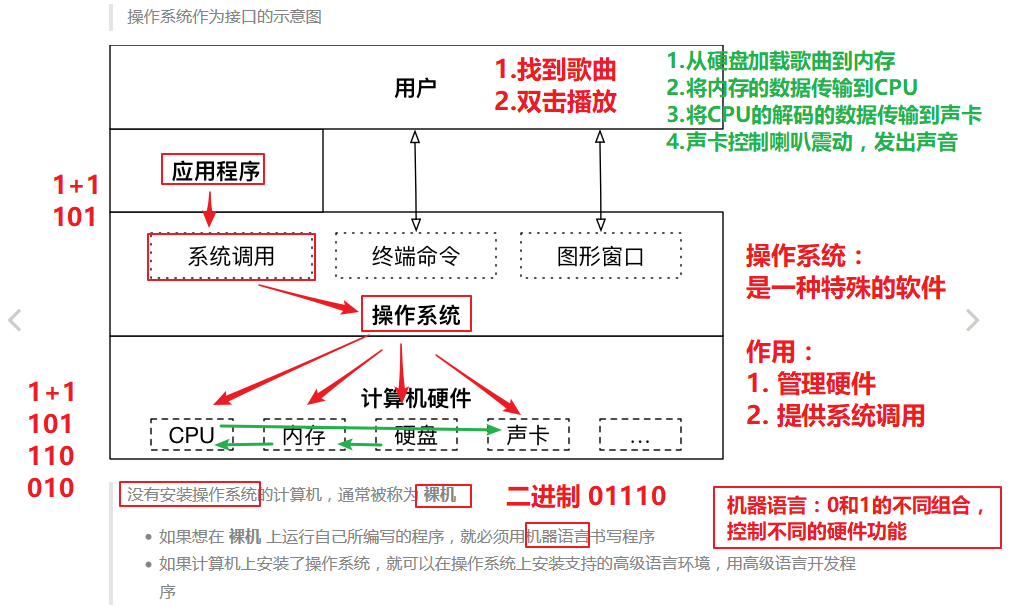 操作系统作为接口的示意图
用户
1.找到歌曲
2.双击播放
1.从硬盘加载歌曲到内存
2.将内存的数据传输到CPU
3.将CPU的解码的数据传输到声卡
4.声卡控制喇叭震动，发出声音
应用程序
1+1
101
系统调用
终端命令
图形窗口
操作系统
操作系统：
是一种特殊的软件
作用：
1. 管理硬件
2. 提供系统调用
计算机硬件
1+1
101
110
010
CPU
内存
硬盘
声卡
...
没有安装操作系统的计算机，通常被称为 裸机
二进制 01110
机器语言：0和1的不同组合，
控制不同的硬件功能
如果想在 裸机 上运行自己所编写的程序，就必须用机器语言书写程序
如果计算机上安装了操作系统，就可以在操作系统上安装支持的高级语言环境，用高级语言开发程
序